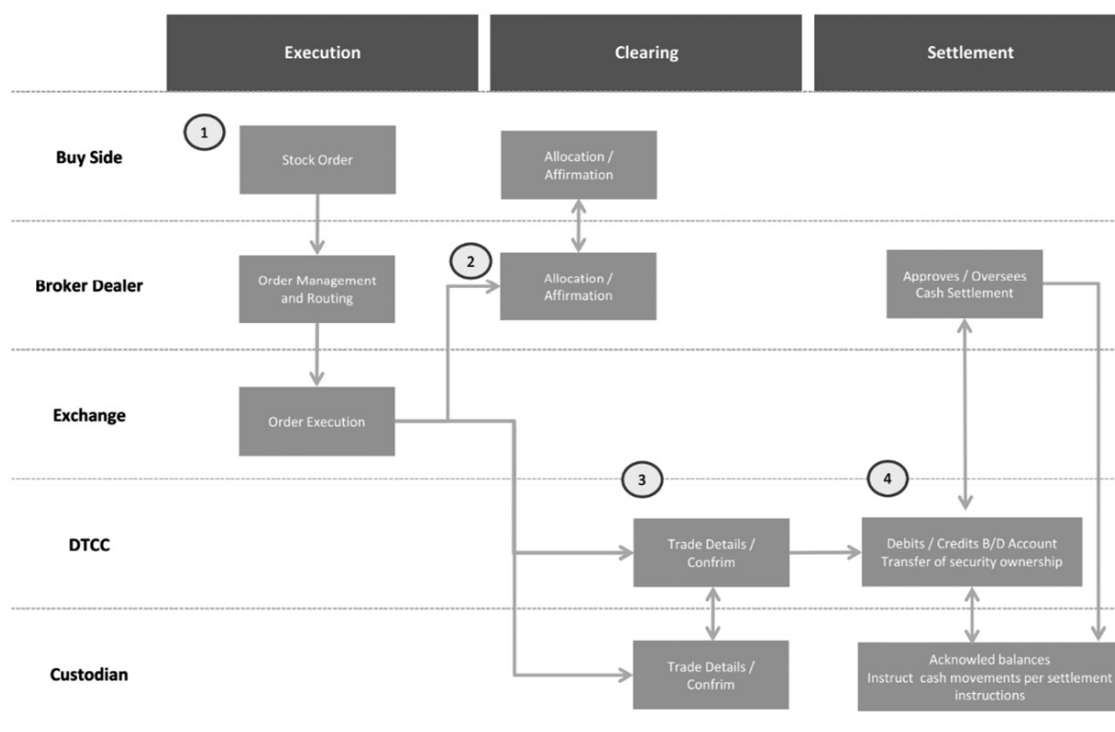 Execution
Clearing
Settlement
Buy Side
1
Stock Order
Allocation /
Affirmation
Broker Dealer
Order Management
and Routing
2
Allocation /
Affirmation
Approves / Oversees
Cash Settlement
Exchange
Order Execution
3
4
DTCC
Trade Details /
Confrim
Debits / Credits B/D Account
Transfer of security ownership
Custodian
Trade Details /
Confrim
Acknowled balances
Instruct cash movements per settlement
instructions